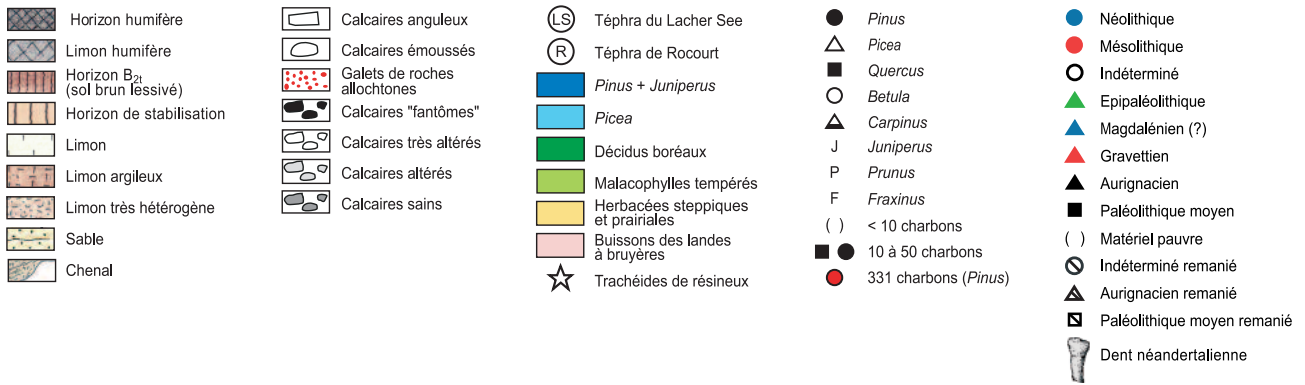 Horizon humifère
Limon humifère
Horizon B2t
(sol brun lessivé)
Horizon de stabilisation
Limon
Limon argileux
Limon très hétérogène
Sable
Chenal
Calcaires anguleux
Calcaires émoussés
Galets de roches
allochtones
Calcaires "fantômes"
Calcaires très altérés
Calcaires altérés
Calcaires sains
LS Téphra du Lacher See
R Téphra de Rocourt
Pinus + Juniperus
Picea
Décidus boréaux
Malacophylles tempérés
Herbacées steppiques
et prairiales
Buissons des landes
à bruyères
Trachéides de résineux
Pinus
Picea
Quercus
Betula
Carpinus
J Juniperus
P Prunus
F Fraxinus
( ) < 10 charbons
10 à 50 charbons
331 charbons (Pinus)
Néolithique
Mésolithique
Indéterminé
Epipaléolithique
Magdalénien (?)
Gravettien
Aurignacien
Paléolithique moyen
( ) Matériel pauvre
Indéterminé remanié
Aurignacien remanié
Paléolithique moyen remanié
Dent néandertalienne